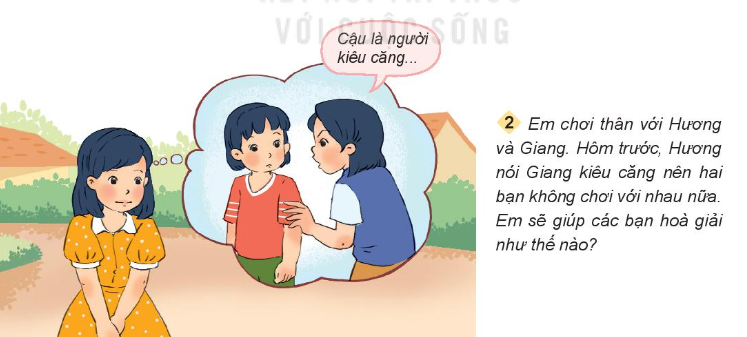 VỚI CUỘC SỐNG
Cậu là người
kiêu căng...
2 Em chơi thân với Hương
và Giang. Hôm trước, Hương
nói Giang kiêu căng nên hai
bạn không chơi với nhau nữa.
Em sẽ giúp các bạn hoà giải
như thế nào?